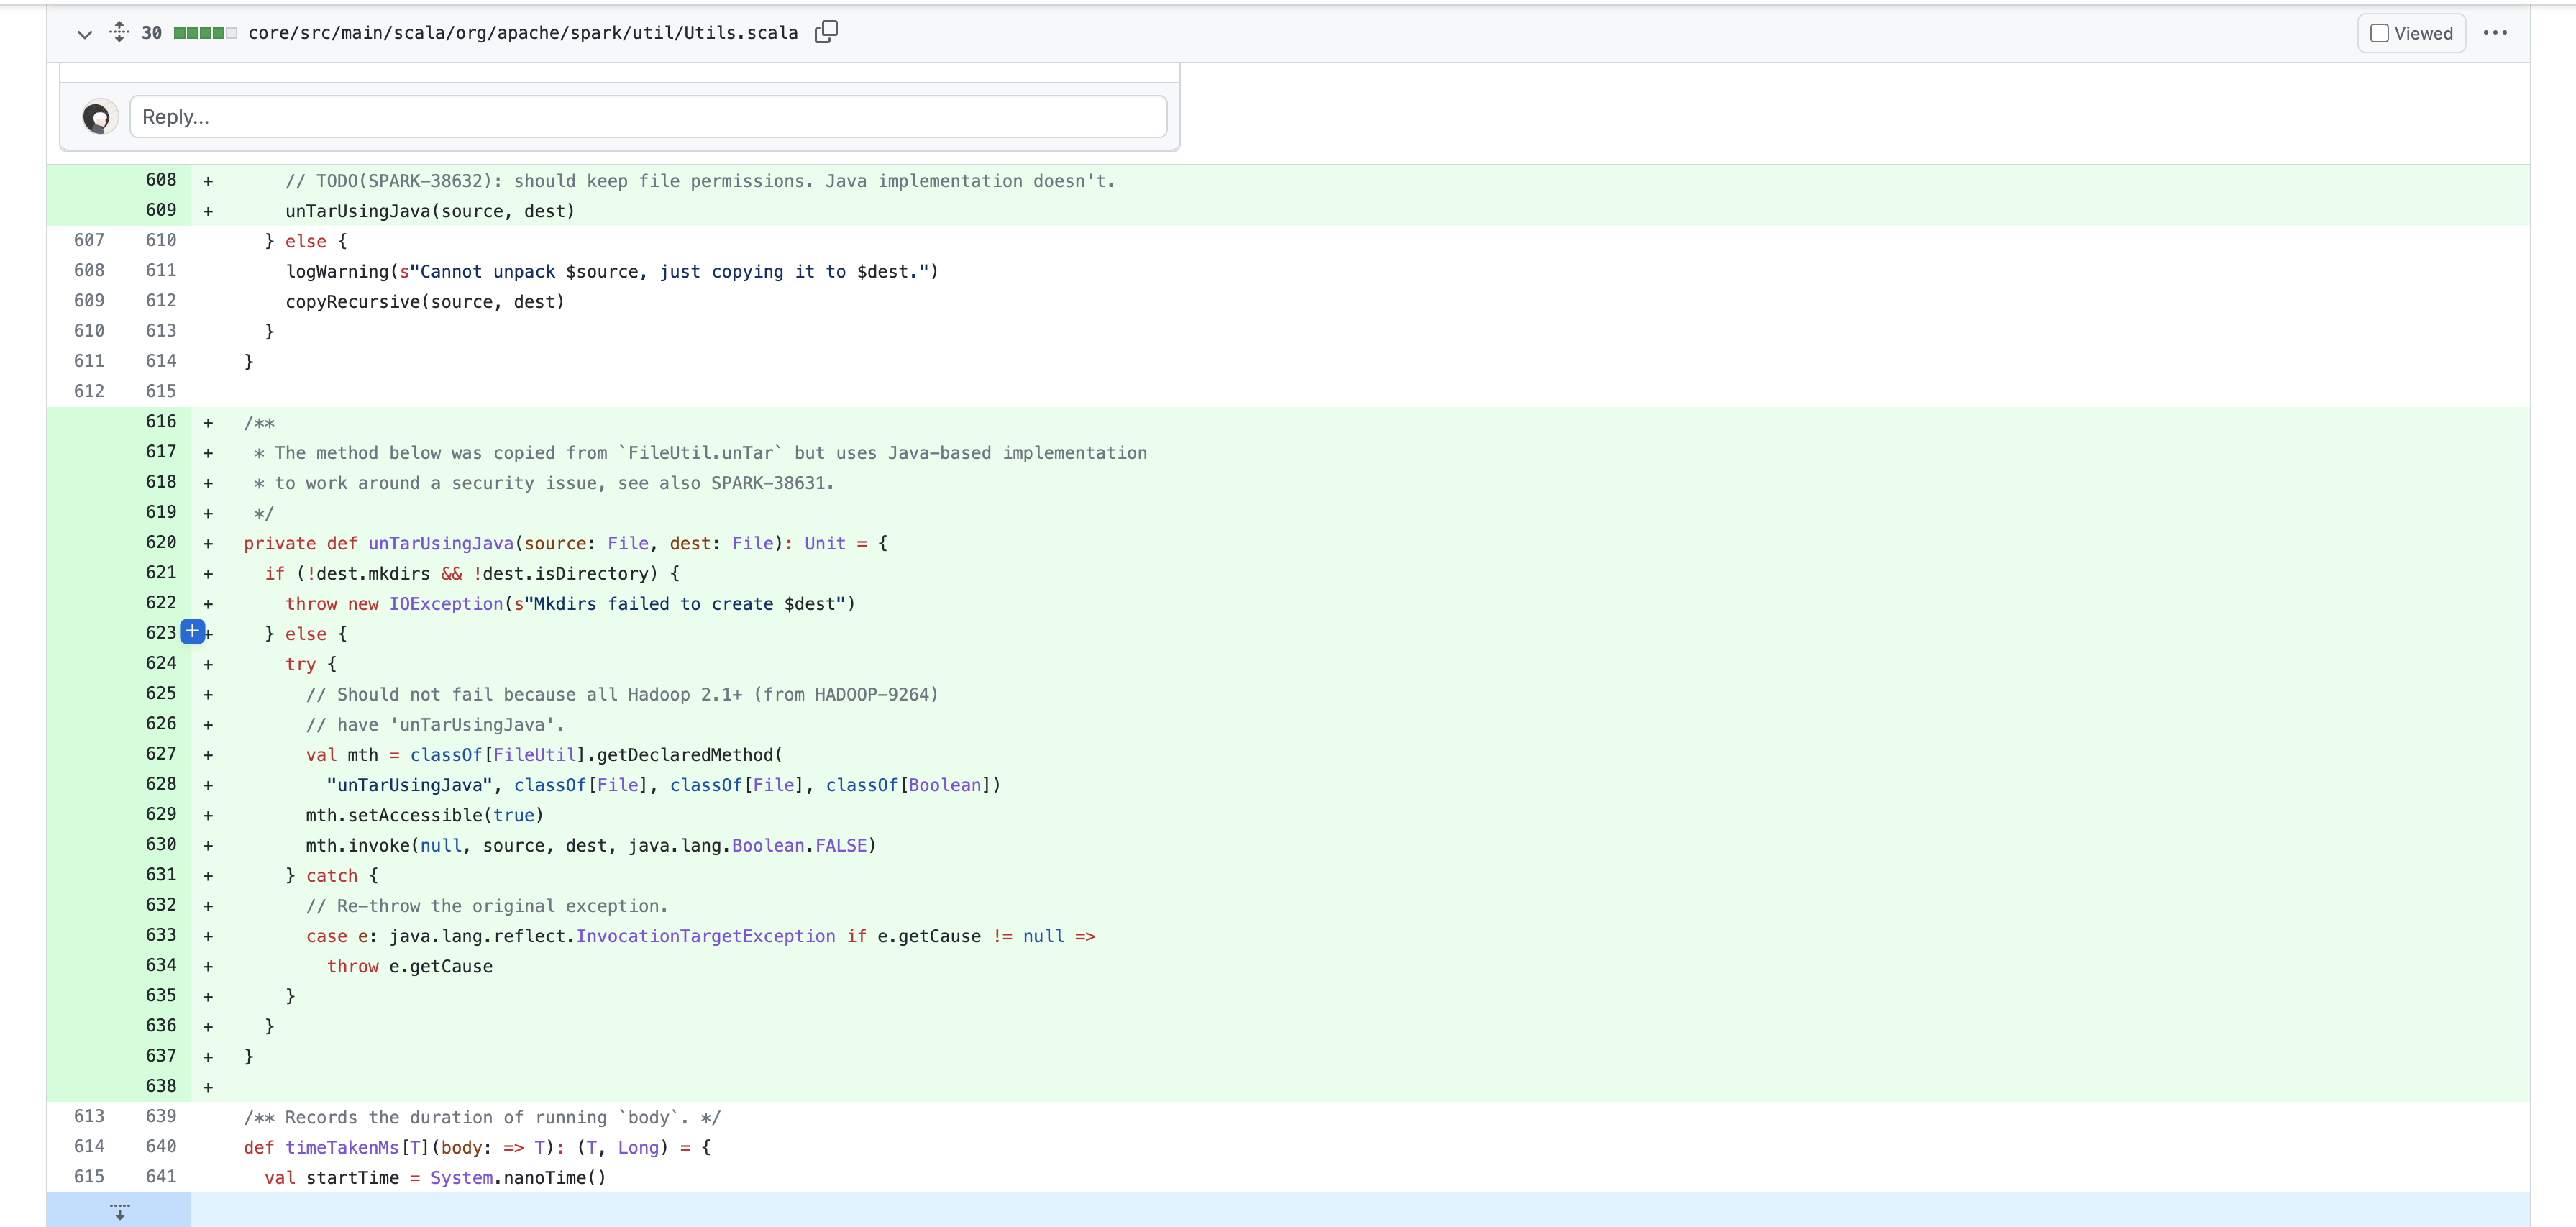 30 core/src/main/scala/org/apache/spark/util/Utils.scala Viewed
Reply...
608 + // TODO(SPARK-38632): should keep file permissions. Java implementation doesn't.
609 + unTarUsingJava(source, dest)
607 610 } else {
608 611 logWarning(s"Cannot unpack $source, just copying it to $dest.")
609 612 copyRecursive(source, dest)
610 613 }
611 614 }
612 615
616 + /**
617 + * The method below was copied from `FileUtil.unTar` but uses Java-based implementation
618 + * to work around a security issue, see also SPARK-38631.
619 + */
620 + private def unTarUsingJava(source: File, dest: File): Unit = {
621 + if (!dest.mkdirs && !dest.isDirectory) {
622 + throw new IOException(s"Mkdirs failed to create $dest")
623 + } else {
624 + try {
625 + // Should not fail because all Hadoop 2.1+ (from HADOOP-9264)
626 + // have 'unTarUsingJava'.
627 + val mth = classOf[FileUtil].getDeclaredMethod(
628 + "unTarUsingJava", classOf[File], classOf[File], classOf[Boolean])
629 + mth.setAccessible(true)
630 + mth.invoke(null, source, dest, java.lang.Boolean.FALSE)
631 + } catch {
632 + // Re-throw the original exception.
633 + case e: java.lang.reflect.InvocationTargetException if e.getCause != null =>
634 + throw e.getCause
635 + }
636 + }
637 + }
638 +
613 639 /** Records the duration of running `body`. */
614 640 def timeTakenMs[T](body: => T): (T, Long) = {
615 641 val startTime = System.nanoTime()